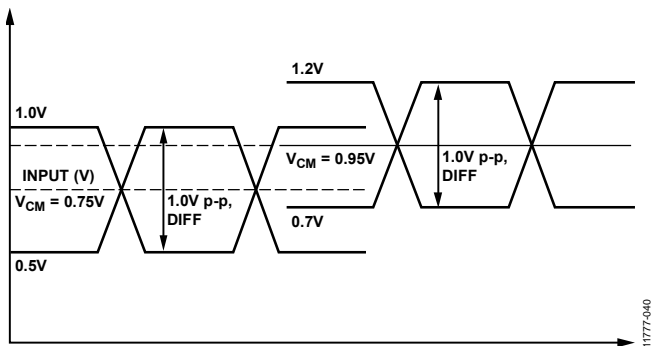 1.2V
1.0V
INPUT (V)
VCM = 0.75V
1.0V p-p,
DIFF
0.5V
VCM = 0.95V
1.0V p-p,
DIFF
0.7V
11777-040